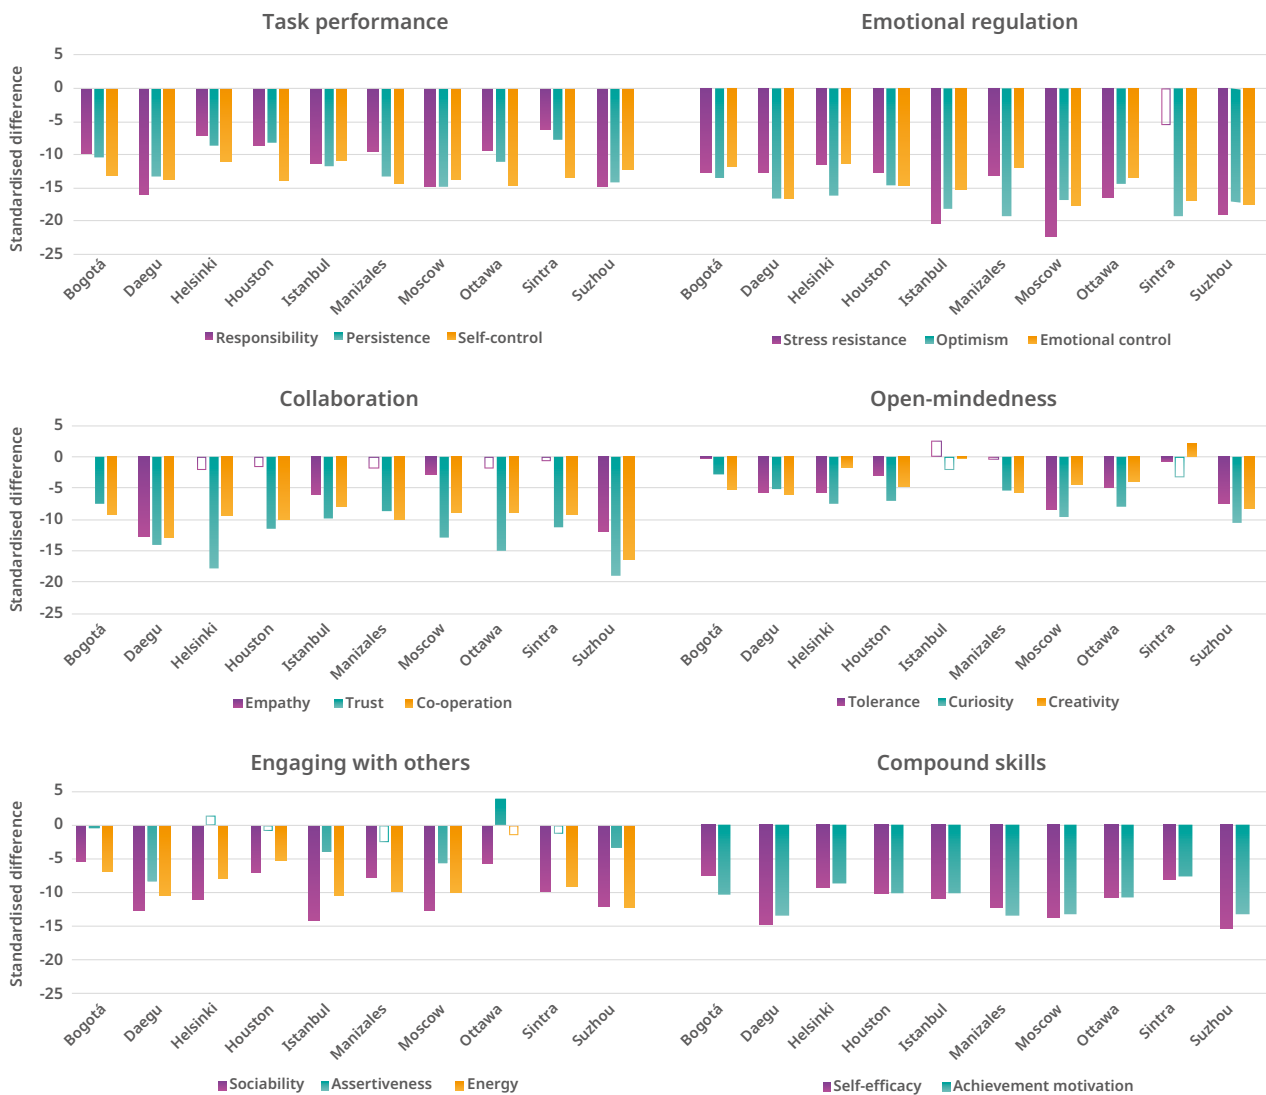 Task performance
Standardised difference
5
0
-5
-10
-15
-20
-25
Bogotá
Daegu
Helsinki
Houston
Istanbul
Manizales
Moscow
Ottawa
Sintra
Suzhou
Responsibility
Persistence
Self-control
Emotional regulation
Bogotá
Daegu
Helsinki
Houston
Istanbul
Manizales
Moscow
Ottawa
Sintra
Suzhou
Stress resistance
Optimism
Emotional control
Collaboration
Standardised difference
5
0
-5
-10
-15
-20
-25
Bogotá
Daegu
Helsinki
Houston
Istanbul
Manizales
Moscow
Ottawa
Sintra
Suzhou
Empathy
Trust
Co-operation
Open-mindedness
Bogotá
Daegu
Helsinki
Houston
Istanbul
Manizales
Moscow
Ottawa
Sintra
Suzhou
Tolerance
Curiosity
Creativity
Engaging with others
Standardised difference
5
0
-5
-10
-15
-20
-25
Bogotá
Daegu
Helsinki
Houston
Istanbul
Manizales
Moscow
Ottawa
Sintra
Suzhou
Sociability
Assertiveness
Energy
Compound skills
Bogotá
Daegu
Helsinki
Houston
Istanbul
Manizales
Moscow
Ottawa
Sintra
Suzhou
Self-efficacy
Achievement motivation